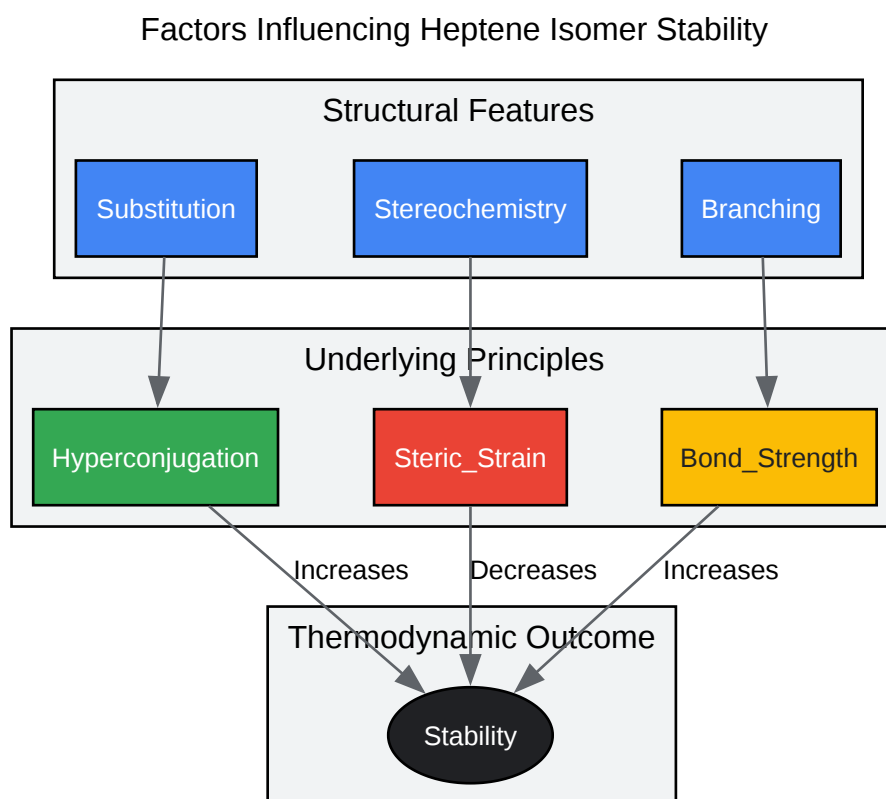 Factors Influencing Heptene Isomer Stability
Structural Features
Substitution
Stereochemistry
Branching
Underlying Principles
Hyperconjugation
Steric_Strain
Bond_Strength
Increases
Decreases
Increases
Thermodynamic Outcome
Stability